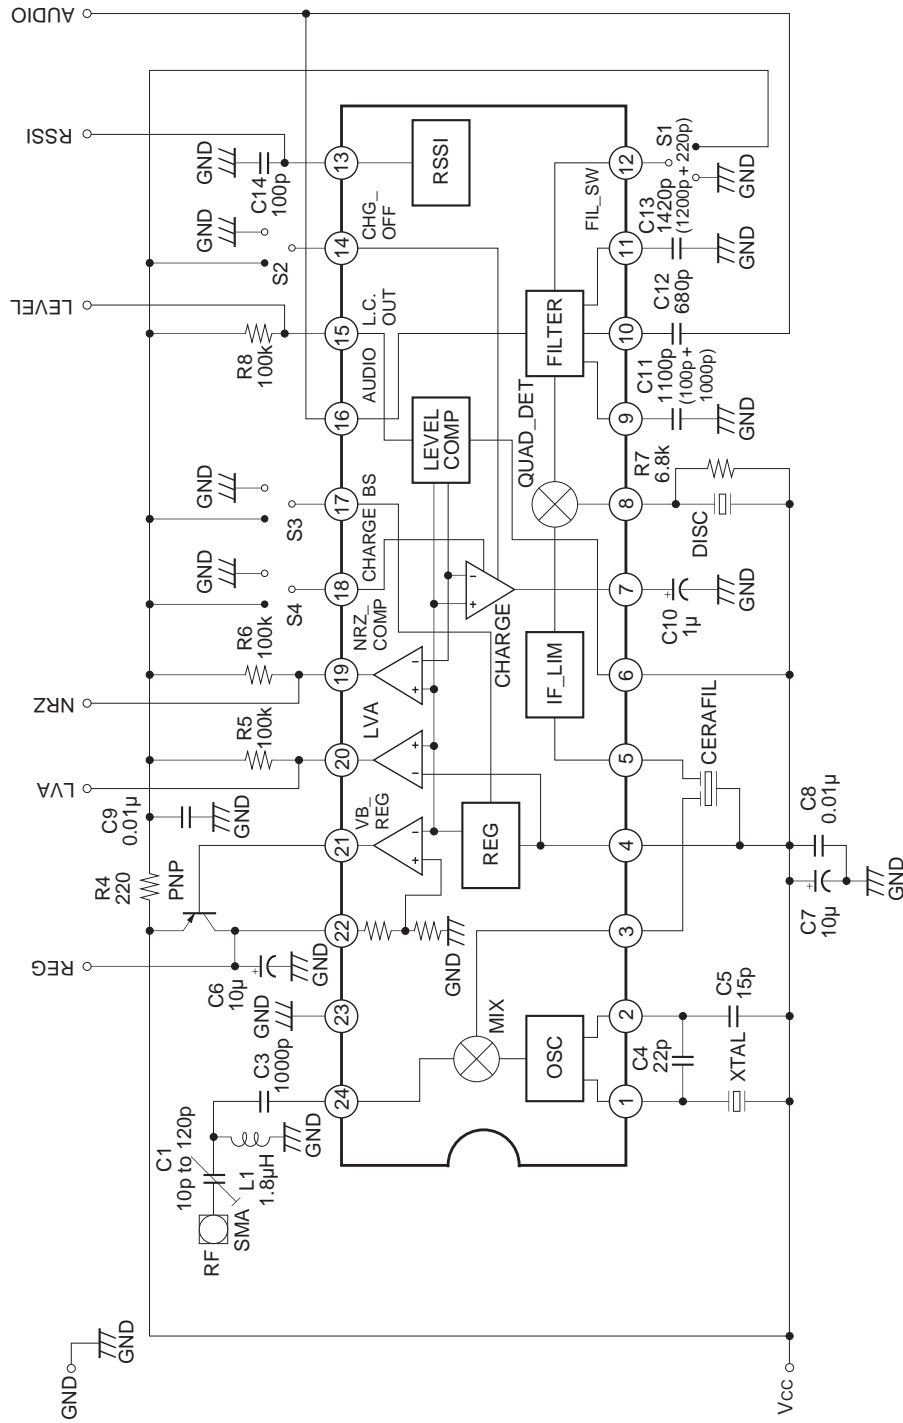 GND
GND
VCC
RF
SMA
C1
10p to 120p
L1
1.8μH
GND
C3
1000p
GND
C6
10μ
GND
REG
R4
220
PNP
C9
0.01μ
GND
LVA
R5
100k
NRZ
R6
100k
S4
GND
S3
GND
R8
100k
LEVEL
S2
GND
C14
100p
GND
RSSI
AUDIO
24
23
22
21
20
19
18
17
16
15
14
13
VB_
REG
LVA
NRZ_
COMP
CHARGE
BS
AUDIO
L.C.
OUT
CHG_
OFF
RSSI
GND
MIX
OSC
REG
+
-
+
-
+
-
+
-
CHARGE
LEVEL
COMP
IF_LIM
QUAD_DET
FILTER
FIL_SW
1
2
3
4
5
6
7
8
9
10
11
12
C4
22p
XTAL
C5
15p
C7
10μ
+
C8
0.01μ
GND
CERAFIL
C10
1μ
+
GND
DISC
R7
6.8k
C11
1100p
(100p +
1000p)
GND
C12
680p
C13
1420p
(1200p + 220p)
GND
S1
GND